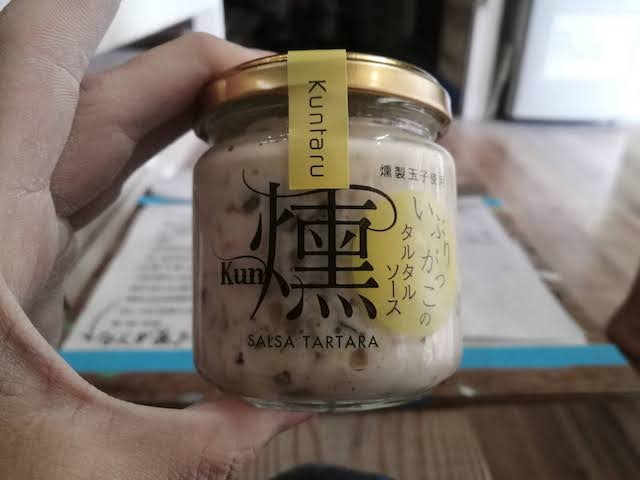 Kuntaru
燻製玉子使用
いぶりがっこの
タルタル
ソース
燻
Kun
SALSA TARTARA